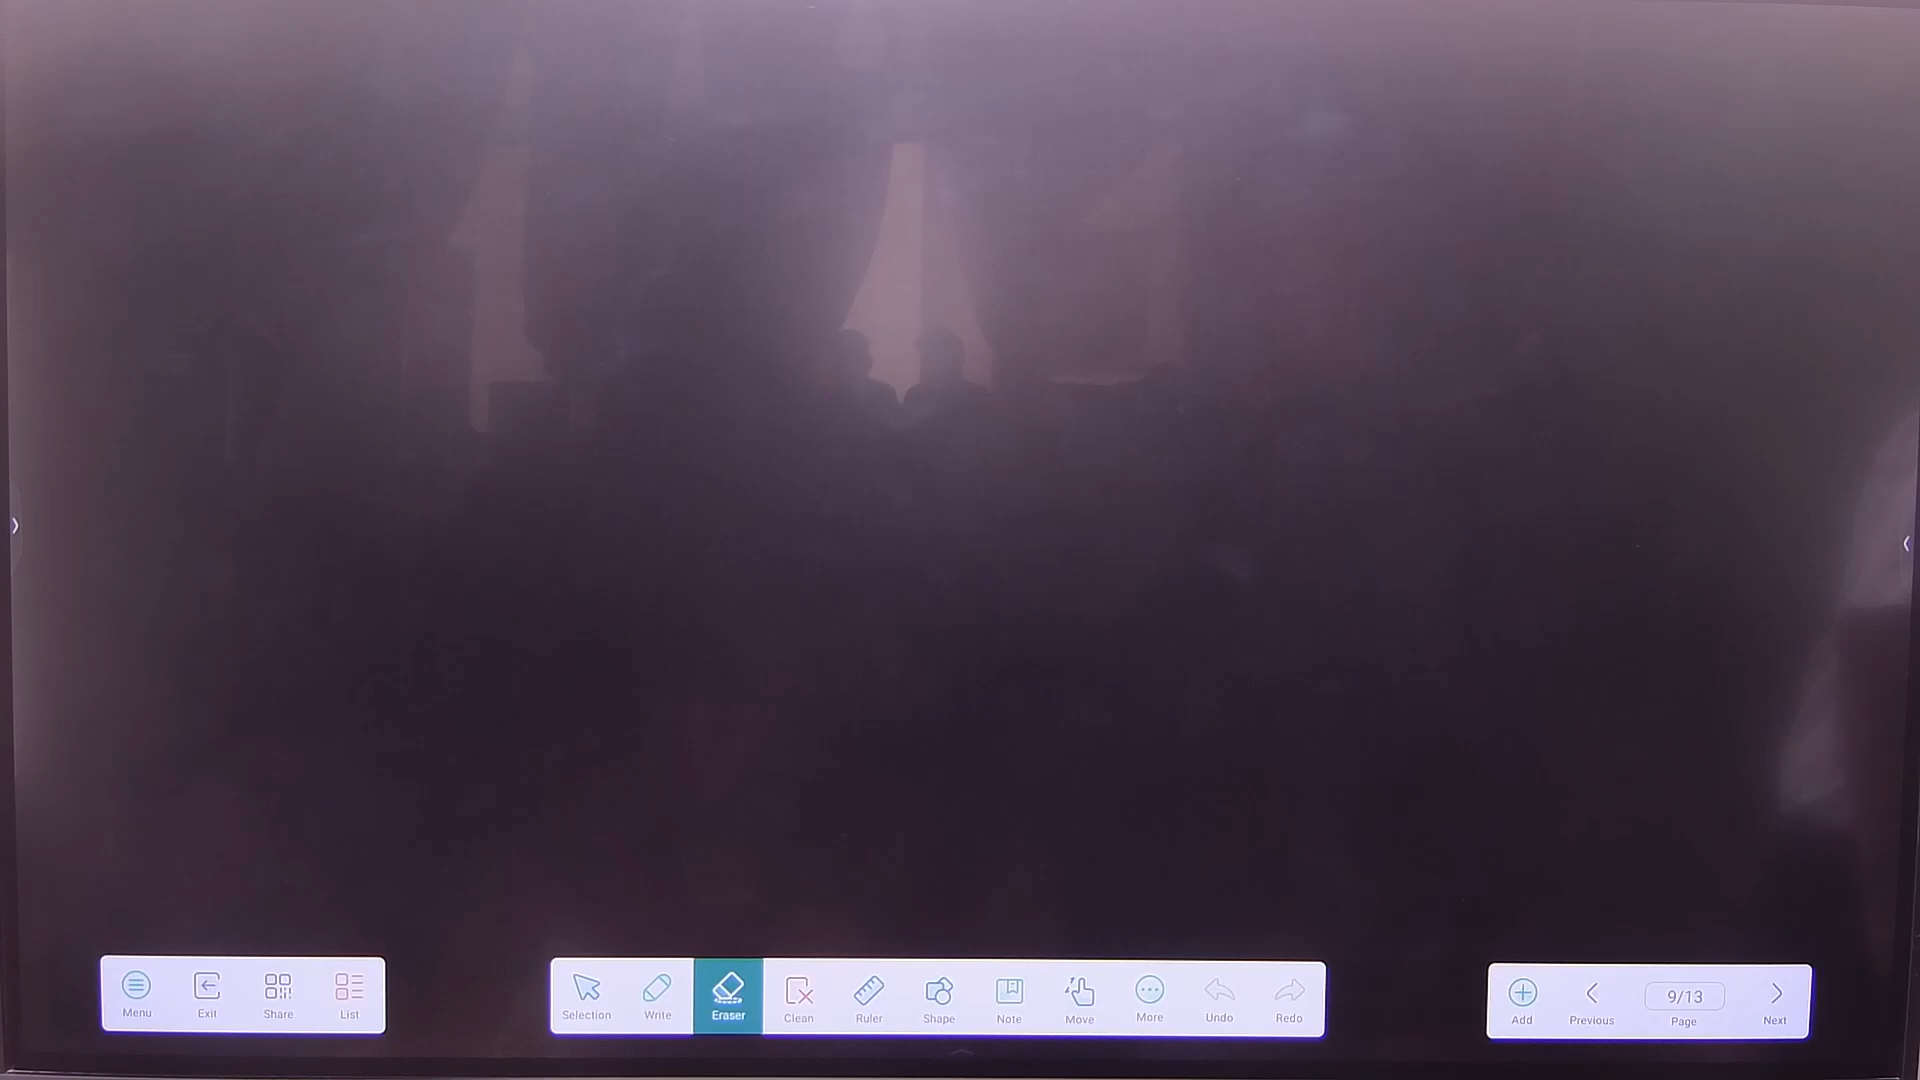 Menu Exit Share List
Selection Write Eraser Clean Ruler Shape Note Move More Undo Redo
Add Previous 9/13 Page Next